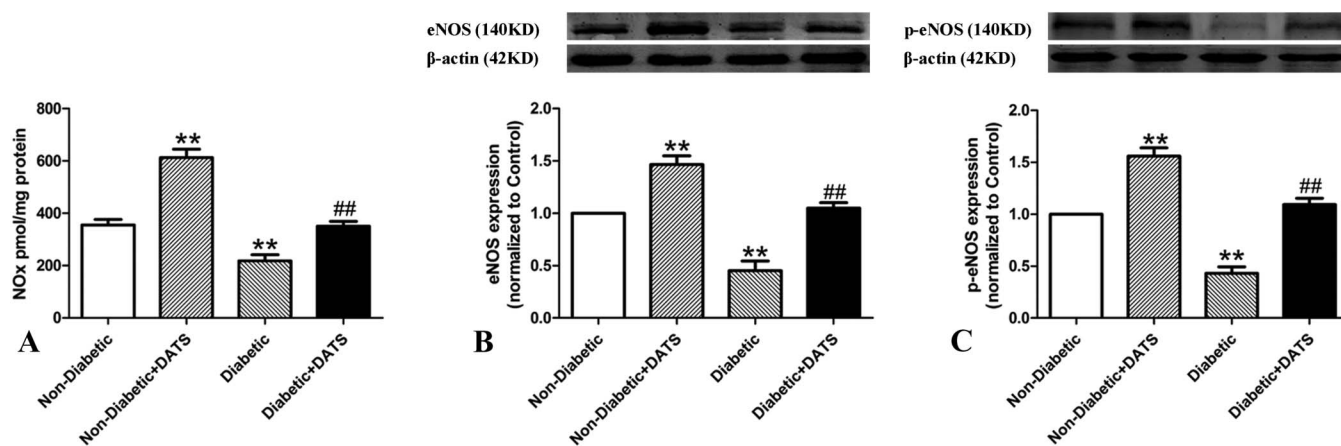 eNOS (140KD)
β-actin (42KD)
p-eNOS (140KD)
β-actin (42KD)
NOx pmol/mg protein
800
600
400
200
0
**
**
##
Non-Diabetic
Non-Diabetic+DATS
Diabetic
Diabetic+DATS
A
eNOS expression
(normalized to Control)
2.0
1.5
1.0
0.5
0.0
**
**
##
Non-Diabetic
Non-Diabetic+DATS
Diabetic
Diabetic+DATS
B
p-eNOS expression
(normalized to Control)
2.0
1.5
1.0
0.5
0.0
**
**
##
Non-Diabetic
Non-Diabetic+DATS
Diabetic
Diabetic+DATS
C